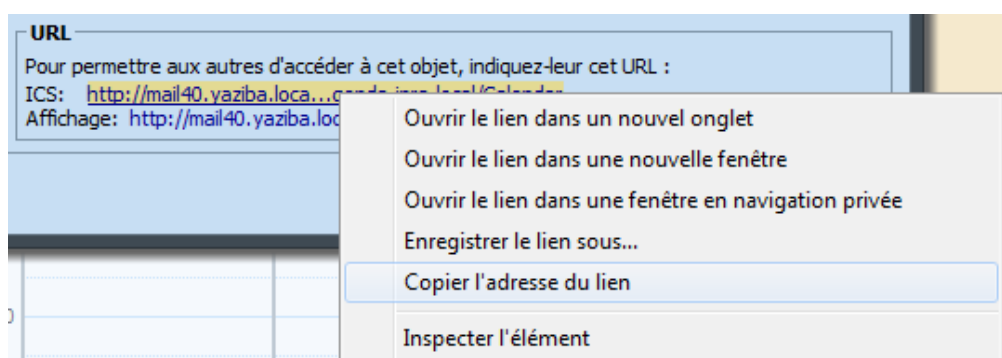 URL
Pour permettre aux autres d'accéder à cet objet, indiquez-leur cet URL :
ICS: http://mail40.yaziba.loca...
Affichage: http://mail40.yaziba.loc
Ouvrir le lien dans un nouvel onglet
Ouvrir le lien dans une nouvelle fenêtre
Ouvrir le lien dans une fenêtre en navigation privée
Enregistrer le lien sous...
Copier l'adresse du lien
Inspecter l'élément